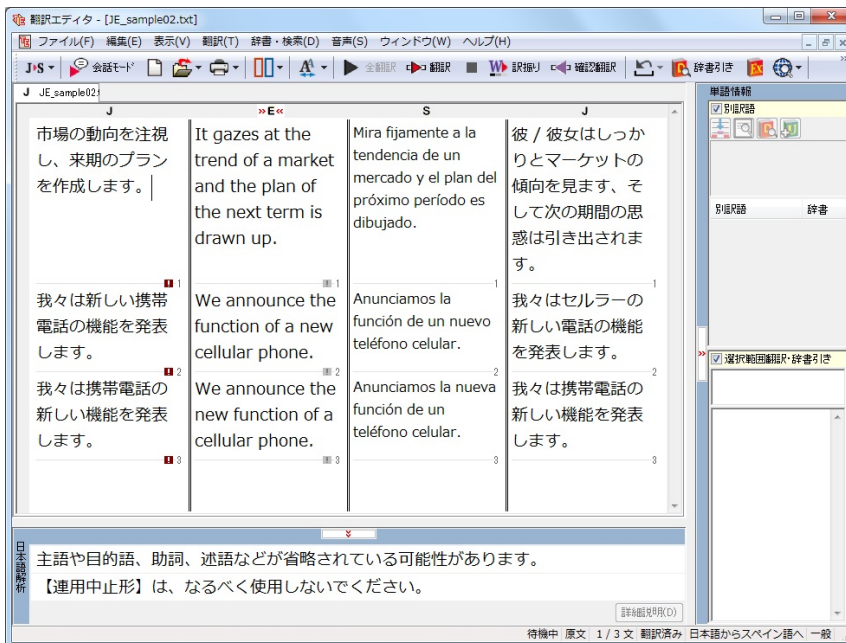 翻訳エディタ - [JE_sample02.txt]
ファイル(F) 編集(E) 表示(V) 翻訳(T) 辞書・検索(D) 音声(S) ウィンドウ(W) ヘルプ(H)
J▸S 会話モード 全翻訳 翻訳 訳振り 確認翻訳 辞書引き
J JE_sample02
J
市場の動向を注視
し、来期のプラン
を作成します。
1
我々は新しい携帯
電話の機能を発表
します。
2
我々は携帯電話の
新しい機能を発表
します。
3
»E«
It gazes at the
trend of a market
and the plan of
the next term is
drawn up.
1
We announce the
function of a new
cellular phone.
2
We announce the
new function of a
cellular phone.
3
S
Mira fijamente a la
tendencia de un
mercado y el plan del
próximo período es
dibujado.
1
Anunciamos la
función de un nuevo
teléfono celular.
2
Anunciamos la nueva
función de un
teléfono celular.
3
J
彼 / 彼女はしっか
りとマーケットの
傾向を見ます、そ
して次の期間の思
惑は引き出されま
す。
1
我々はセルラーの
新しい電話の機能
を発表します。
2
我々は携帯電話の
新しい機能を発表
します。
3
単語情報
別訳語
別訳語 辞書
選択範囲翻訳・辞書引き
日本語解析
主語や目的語、助詞、述語などが省略されている可能性があります。
【連用中止形】は、なるべく使用しないでください。
詳細説明(D)
待機中 原文 1 / 3 文 翻訳済み 日本語からスペイン語へ 一般